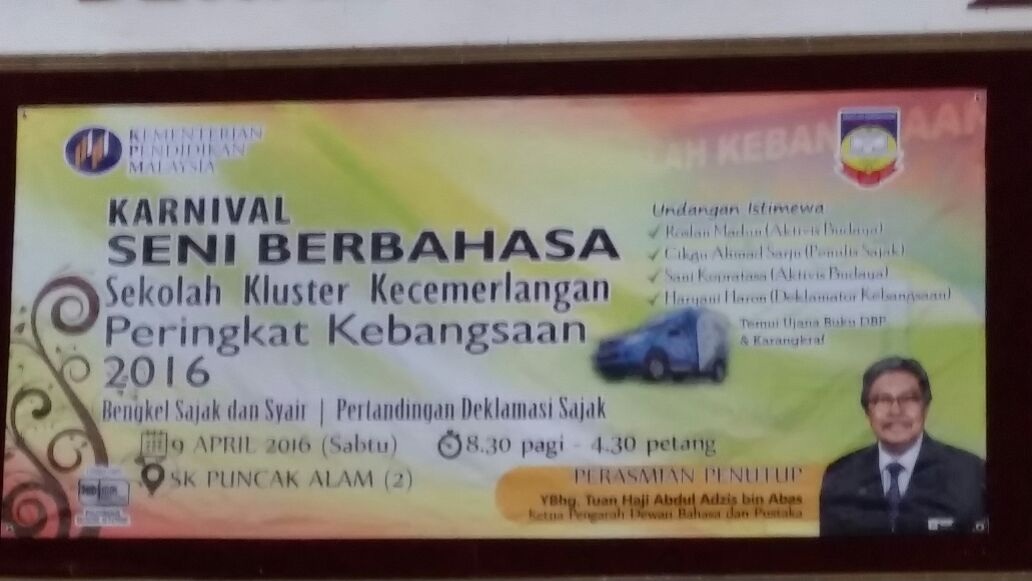 KEMENTERIAN
PENDIDIKAN
MALAYSIA
KARNIVAL
SENI BERBAHASA
Sekolah Kluster Kecemerlangan
Peringkat Kebangsaan
2016
Bengkel Sajak dan Syair | Pertandingan Deklamasi Sajak
9 APRIL 2016 (Sabtu) 8.30 pagi - 4.30 petang
SK PUNCAK ALAM (2)
Undangan Istimewa
Roslan Madun (Aktivis Budaya)
Cikgu Ahmad Sarju (Penulis Sajak)
Sani (Aktivis Budaya)
Haryani Haron (Deklamator Kebangsaan)
Temui Ujana Buku DBP
& Karangkraf
PERASMIAN PENUTUP
YBhg. Tuan Haji Abdul Adzis bin Abas
Ketua Pengarah Dewan Bahasa dan Pustaka